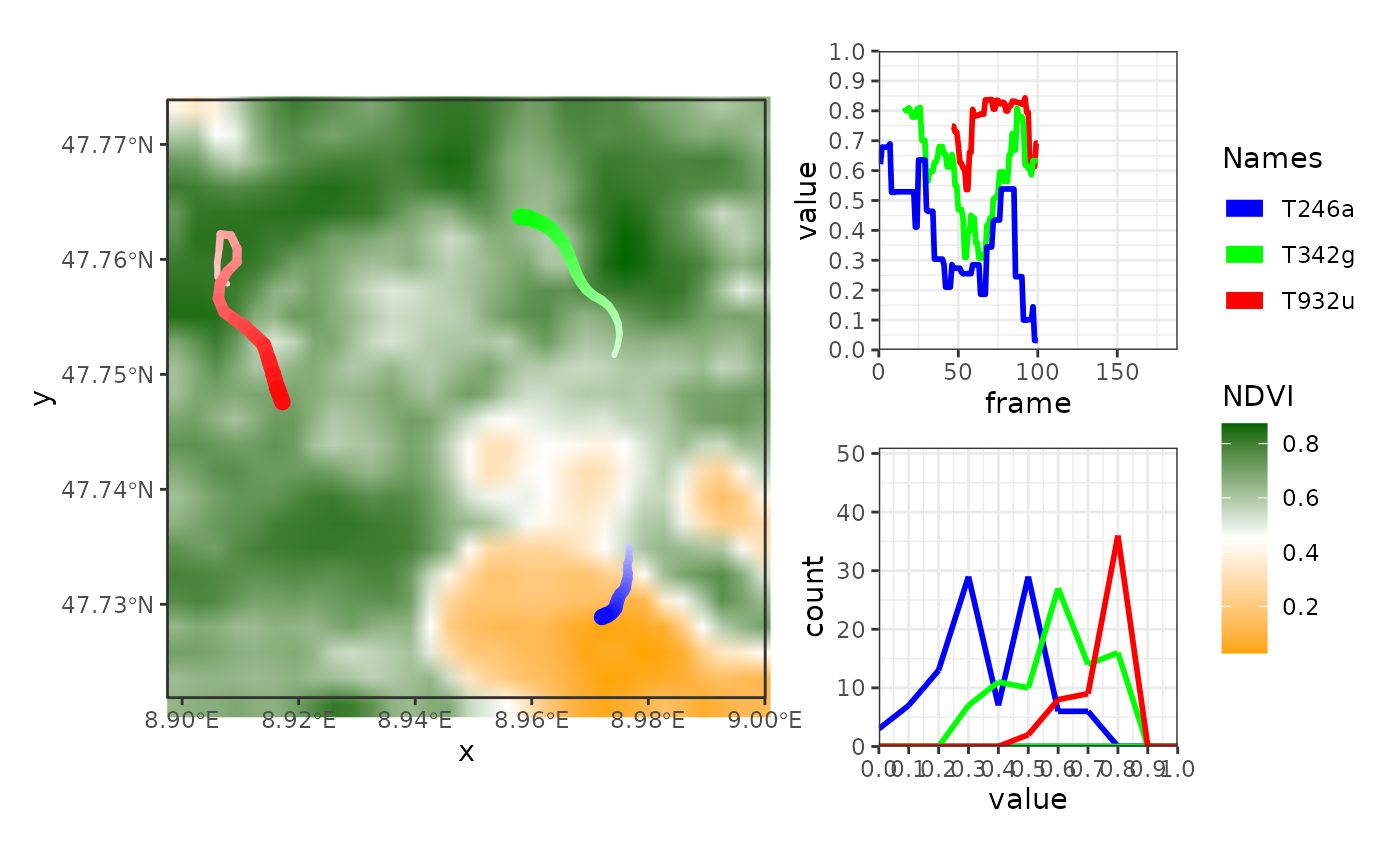 47.77°N
47.76°N
47.75°N
47.74°N
47.73°N
y
8.90°E 8.92°E 8.94°E 8.96°E 8.98°E 9.00°E
x
1.0
0.9
0.8
0.7
0.6
0.5
0.4
0.3
0.2
0.1
0.0
value
0 50 100 150
frame
50
40
30
20
10
0
count
0.0 0.1 0.2 0.3 0.4 0.5 0.6 0.7 0.8 0.9 1.0
value
Names
T246a
T342g
T932u
NDVI
0.8
0.6
0.4
0.2